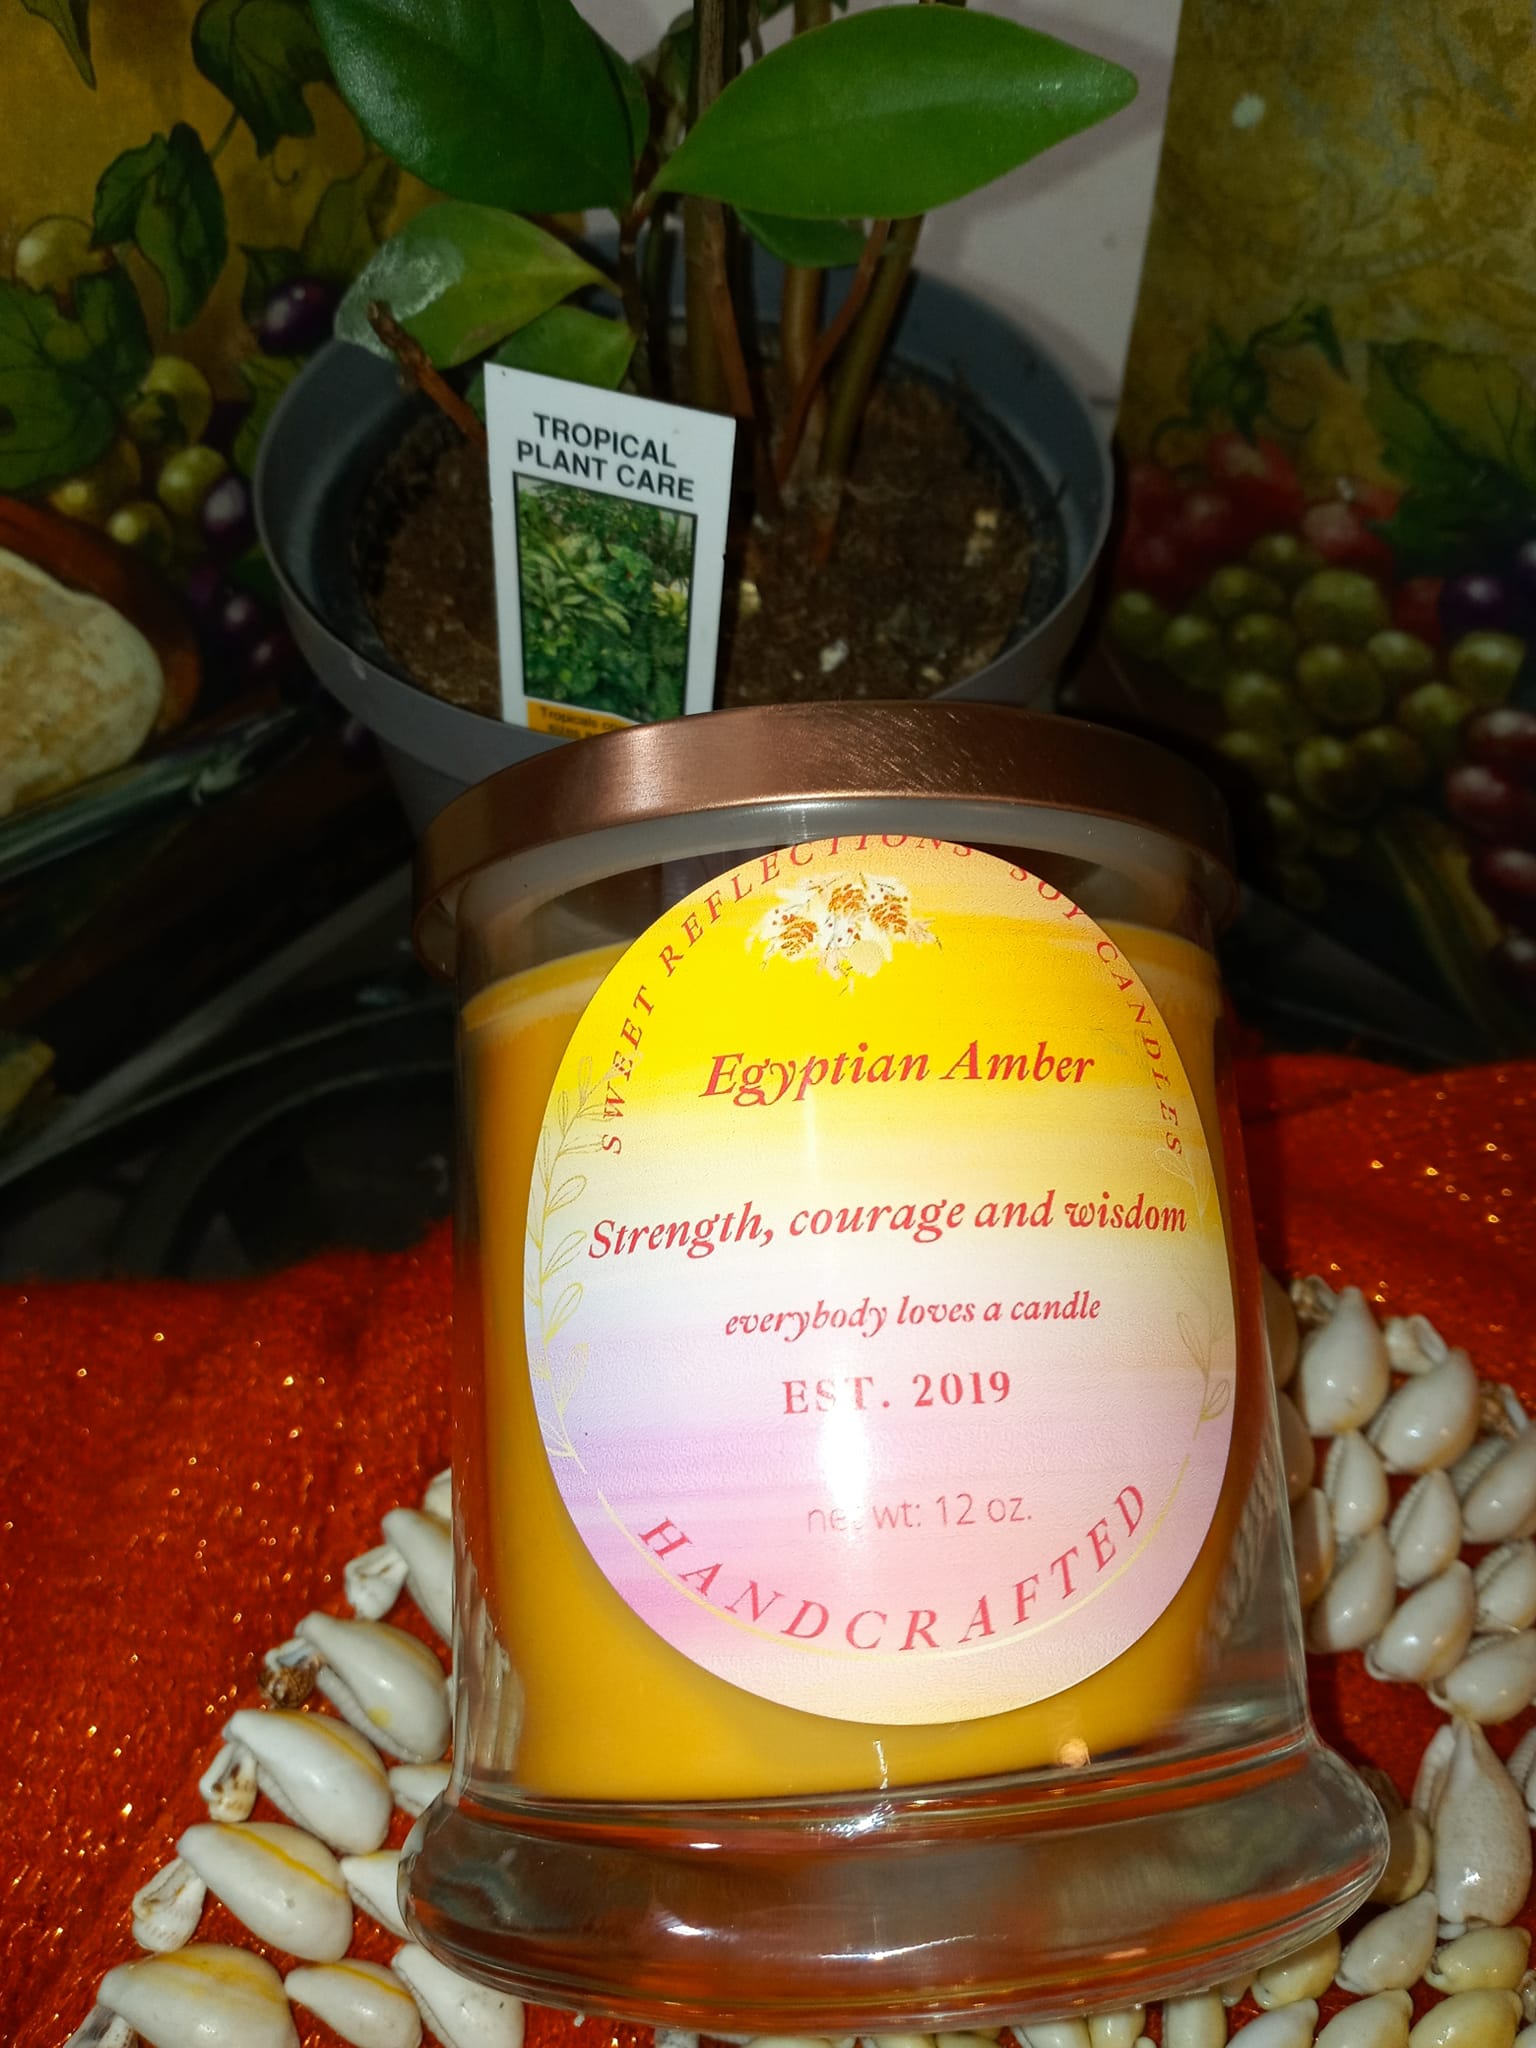 TROPICAL
PLANT CARE
Tropicals
SWEET REFLECTIONS SOY CANDLES
Egyptian Amber
Strength, courage and wisdom
everybody loves a candle
EST. 2019
net wt: 12 oz.
HANDCRAFTED